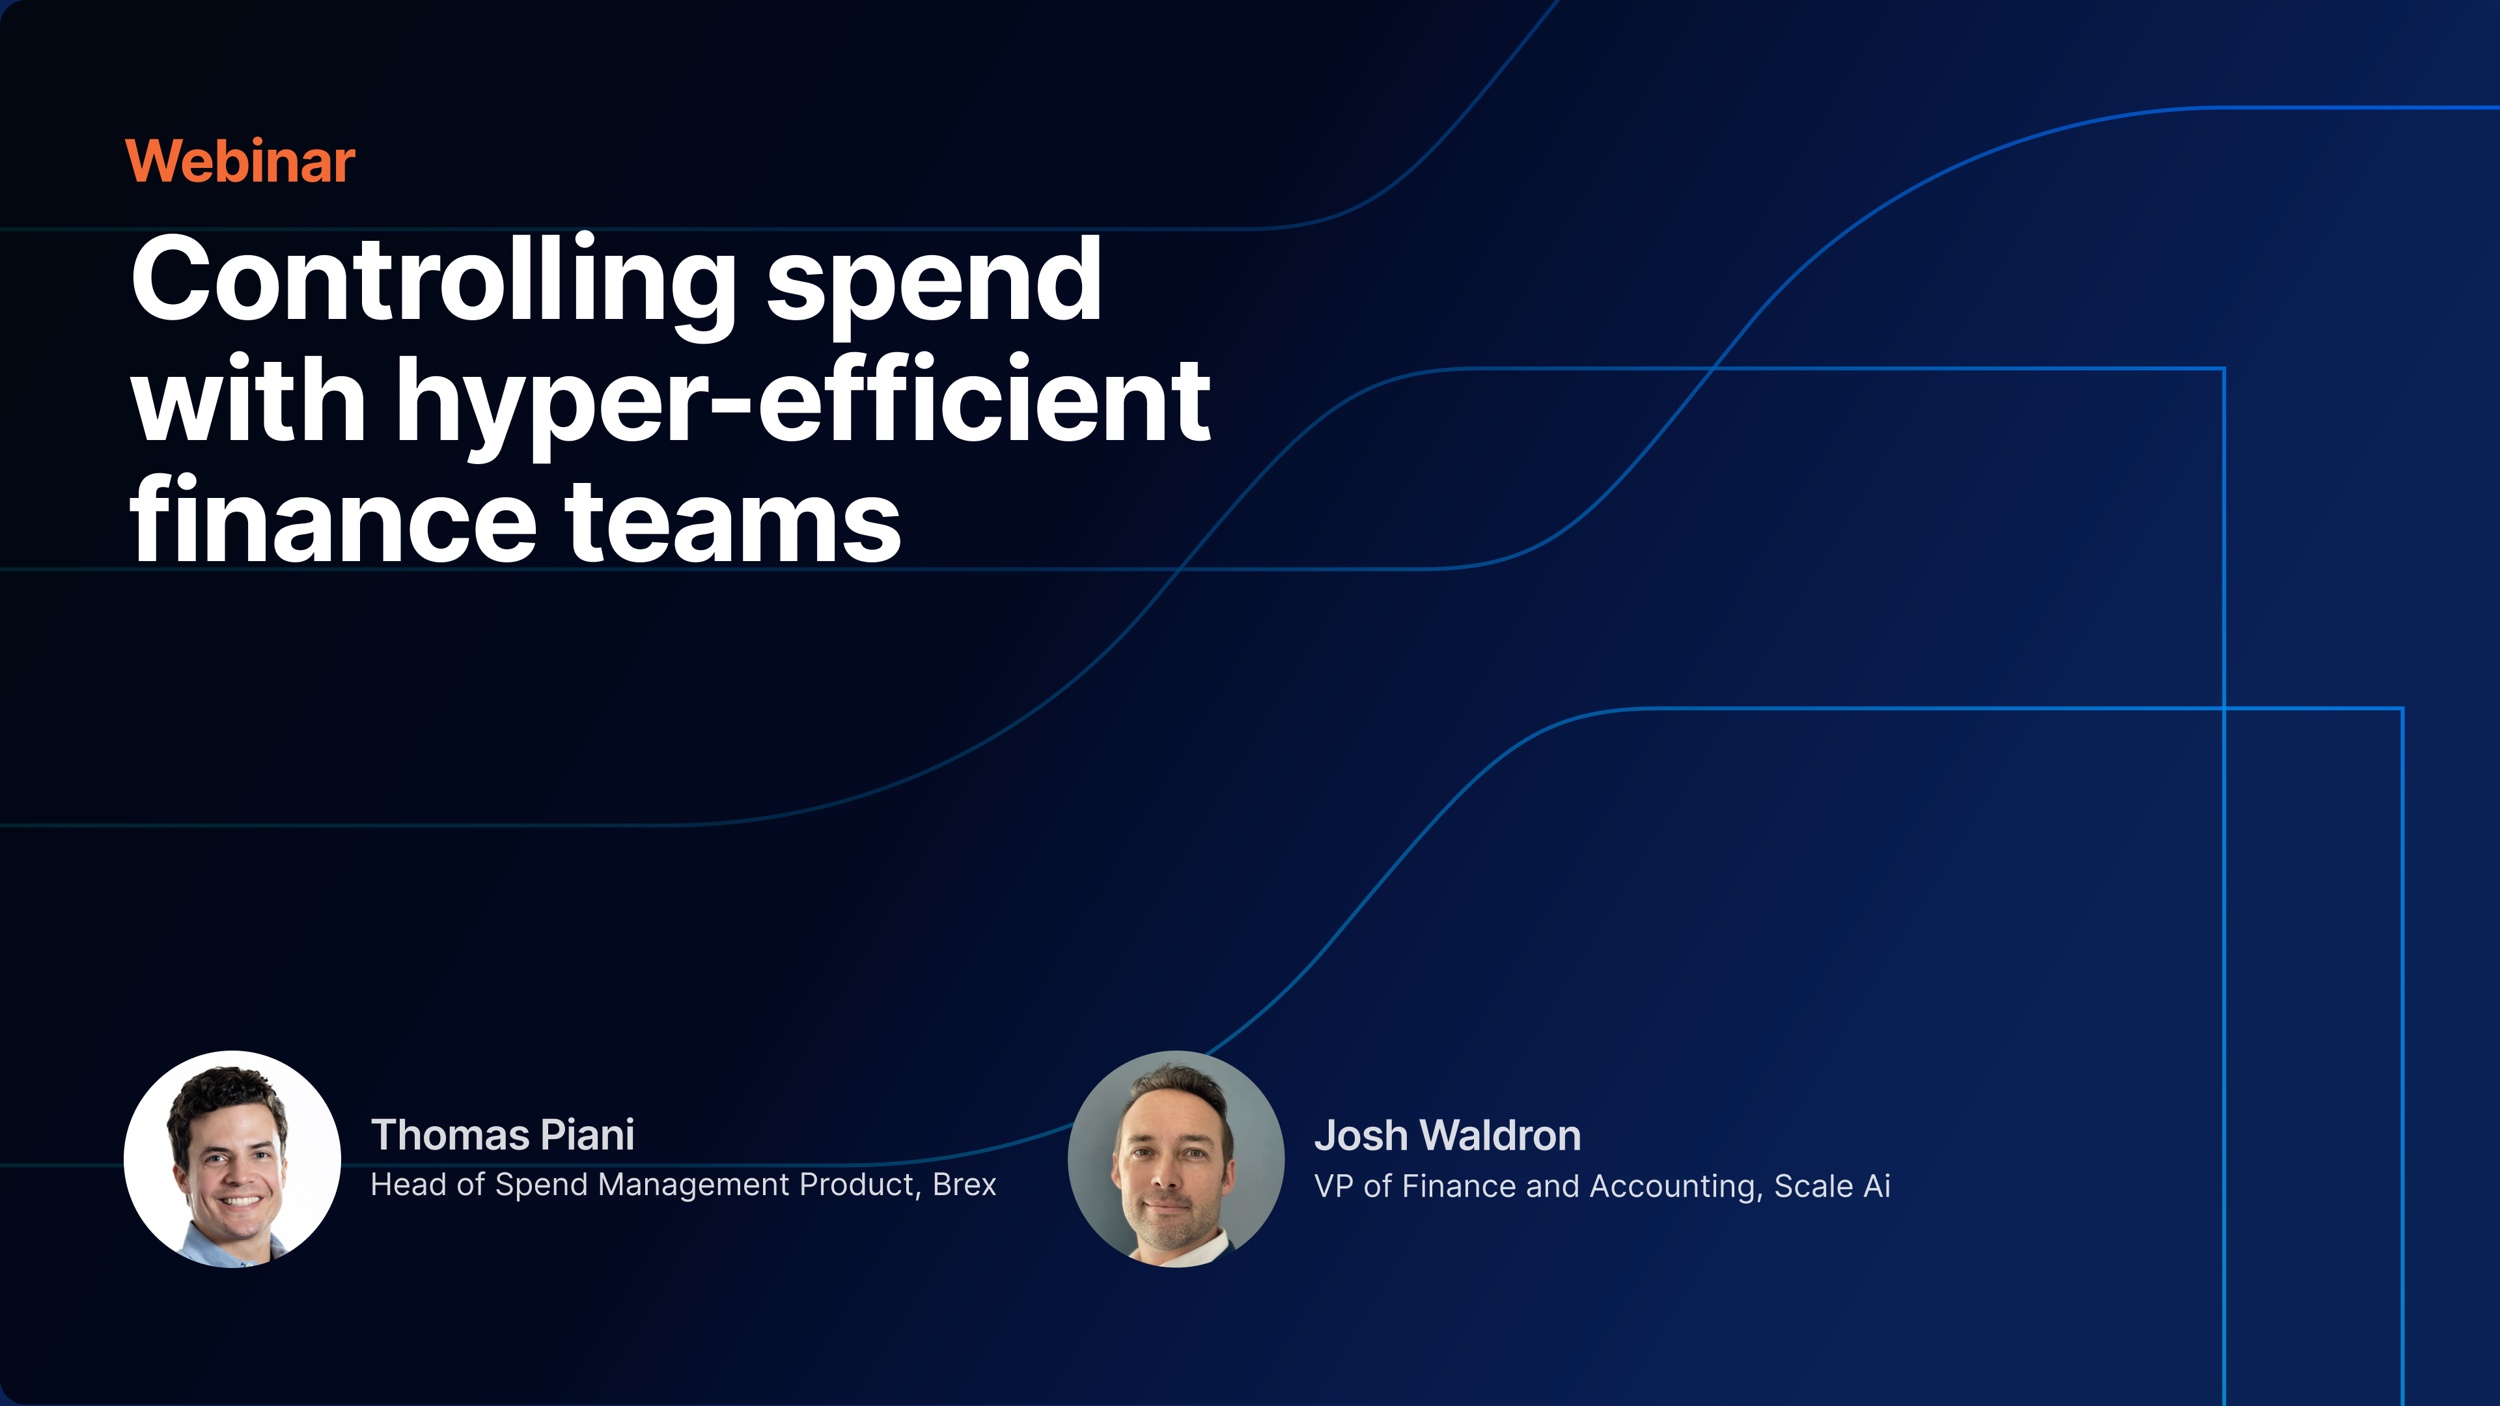 Webinar
Controlling spend
with hyper-efficient
finance teams
Thomas Piani
Head of Spend Management Product, Brex
Josh Waldron
VP of Finance and Accounting, Scale Ai